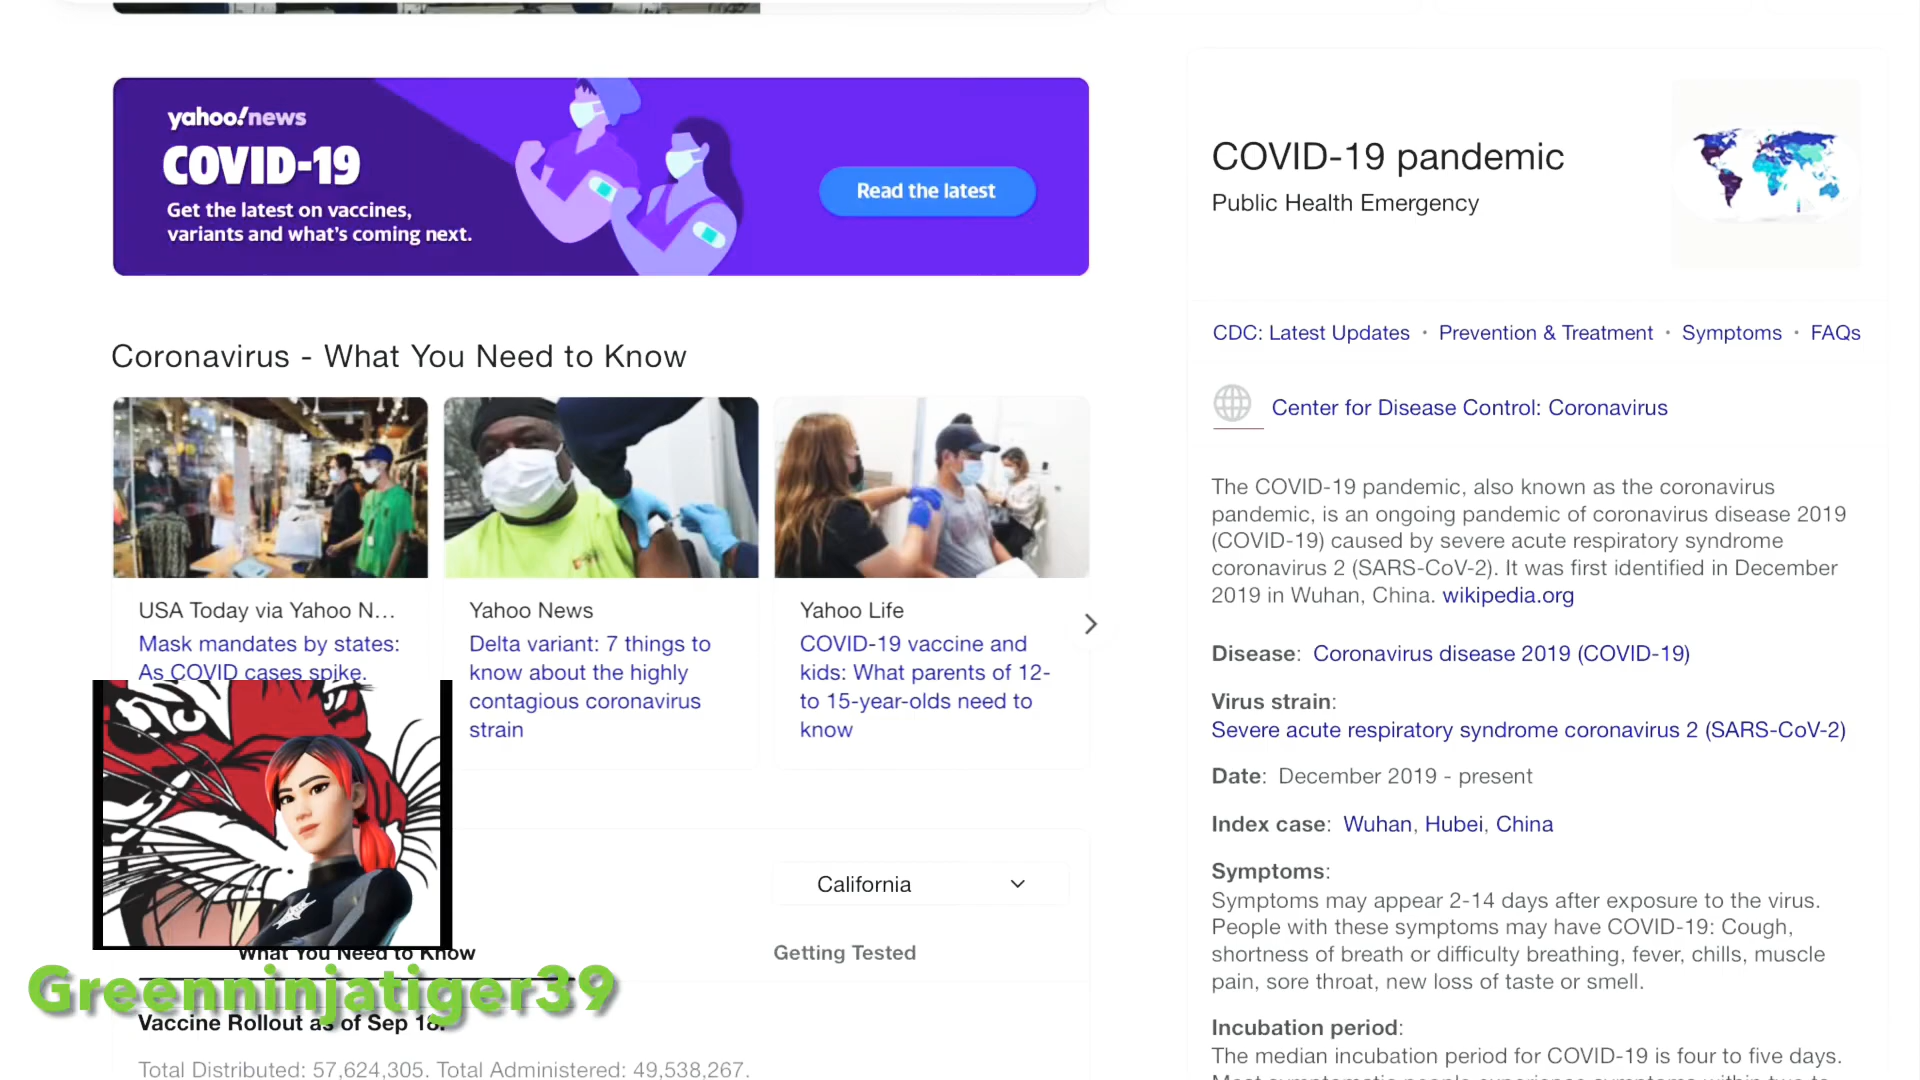 yahoo!news
COVID-19
Get the latest on vaccines,
variants and what's coming next.
Read the latest
Coronavirus - What You Need to Know
USA Today via Yahoo N...
Mask mandates by states:
As COVID cases spike,
Yahoo News
Delta variant: 7 things to
know about the highly
contagious coronavirus
strain
Yahoo Life
COVID-19 vaccine and
kids: What parents of 12-
to 15-year-olds need to
know
California
What You Need to Know
Getting Tested
Greenninjatiger39
Vaccine Rollout as of Sep 18:
Total Distributed: 57,624,305. Total Administered: 49,538,267.
COVID-19 pandemic
Public Health Emergency
CDC: Latest Updates · Prevention & Treatment · Symptoms · FAQs
Center for Disease Control: Coronavirus
The COVID-19 pandemic, also known as the coronavirus
pandemic, is an ongoing pandemic of coronavirus disease 2019
(COVID-19) caused by severe acute respiratory syndrome
coronavirus 2 (SARS-CoV-2). It was first identified in December
2019 in Wuhan, China. wikipedia.org
Disease: Coronavirus disease 2019 (COVID-19)
Virus strain:
Severe acute respiratory syndrome coronavirus 2 (SARS-CoV-2)
Date: December 2019 - present
Index case: Wuhan, Hubei, China
Symptoms:
Symptoms may appear 2-14 days after exposure to the virus.
People with these symptoms may have COVID-19: Cough,
shortness of breath or difficulty breathing, fever, chills, muscle
pain, sore throat, new loss of taste or smell.
Incubation period:
The median incubation period for COVID-19 is four to five days.